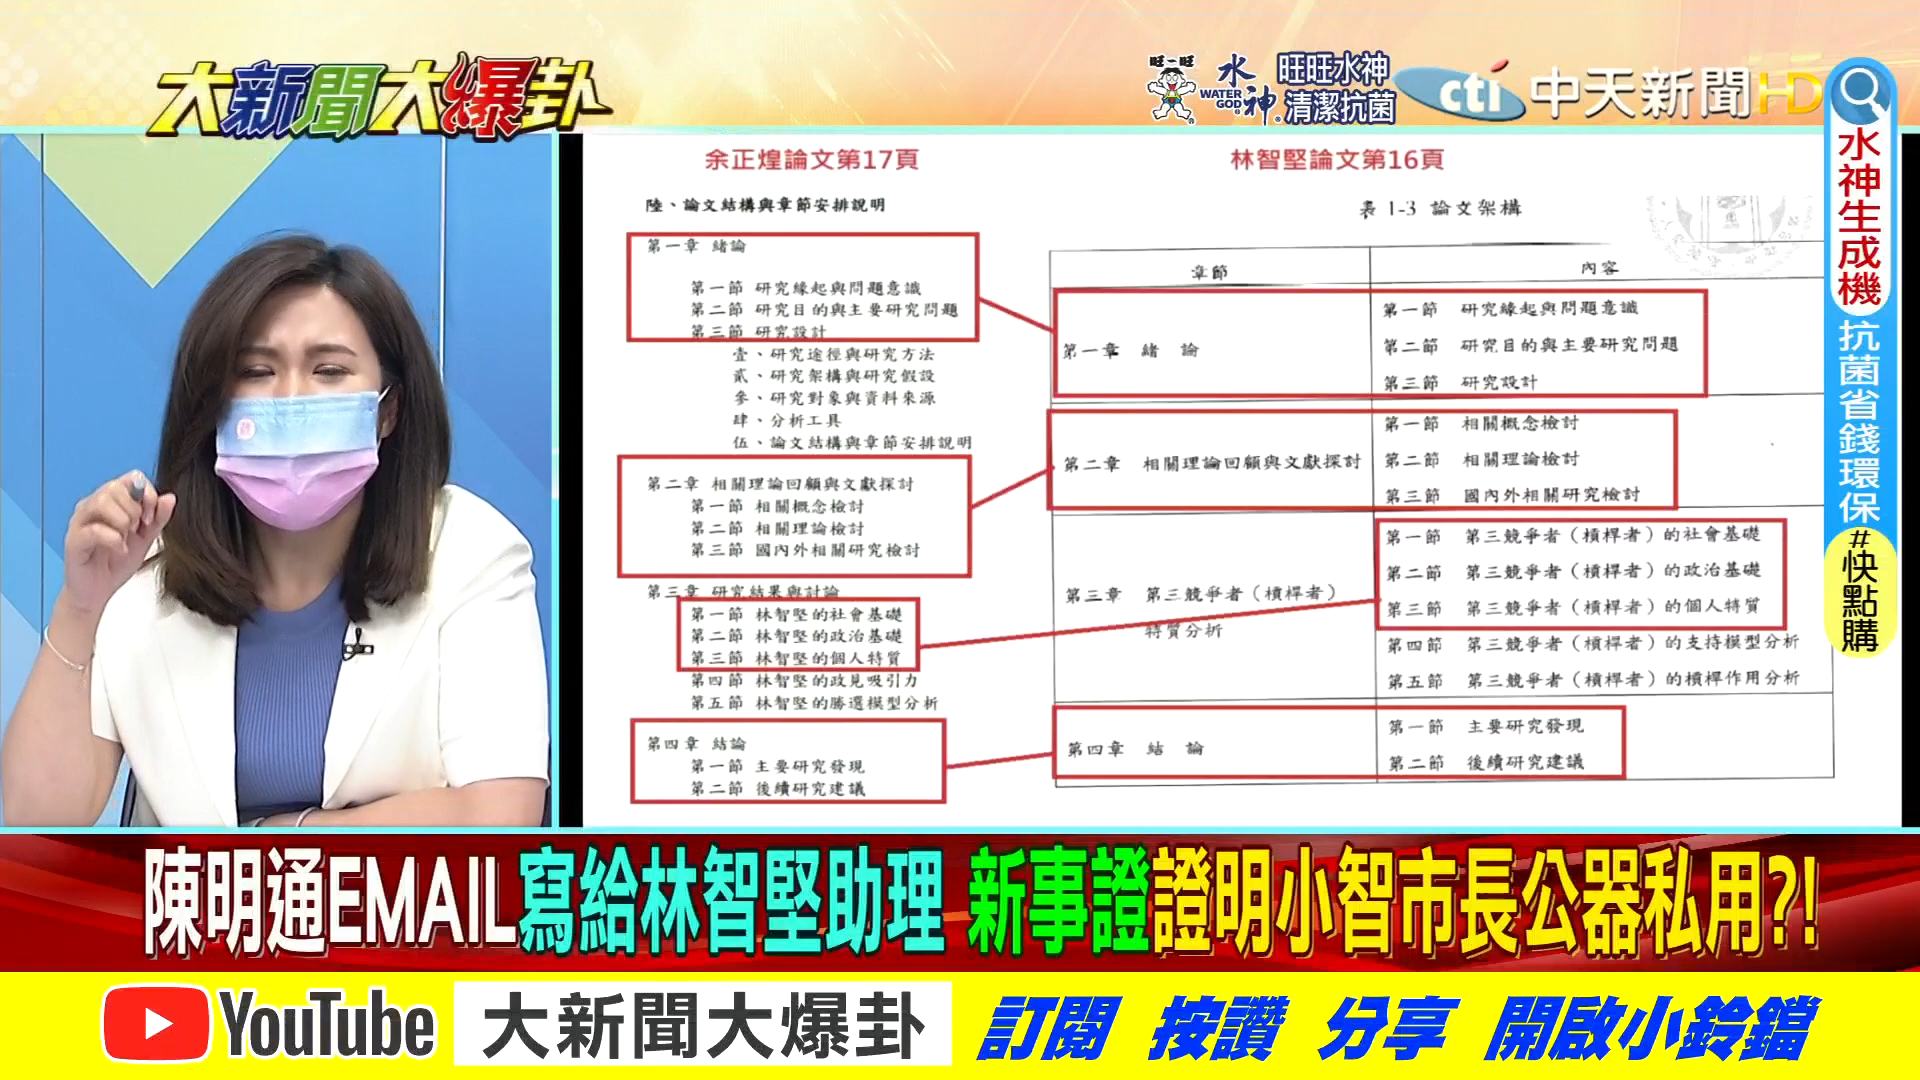 大新聞大爆卦
旺一旺
水神
WATER GOD
旺旺水神
清潔抗菌
cti 中天新聞HD
水神生成機
抗菌省錢環保
#快點購
余正煌論文第17頁
陸、論文結構與章節安排說明
第一章 緒論
第一節 研究緣起與問題意識
第二節 研究目的與主要研究問題
第三節 研究設計
壹、研究途徑與研究方法
貳、研究架構與研究假設
參、研究對象與資料來源
肆、分析工具
伍、論文結構與章節安排說明
第二章 相關理論回顧與文獻探討
第一節 相關概念檢討
第二節 相關理論檢討
第三節 國內外相關研究檢討
第三章 研究結果與討論
第一節 林智堅的社會基礎
第二節 林智堅的政治基礎
第三節 林智堅的個人特質
第四節 林智堅的政見吸引力
第五節 林智堅的勝選模型分析
第四章 結論
第一節 主要研究發現
第二節 後續研究建議
林智堅論文第16頁
表 1-3 論文架構
章節 內容
第一章 緒 論
第一節 研究緣起與問題意識
第二節 研究目的與主要研究問題
第三節 研究設計
第二章 相關理論回顧與文獻探討
第一節 相關概念檢討
第二節 相關理論檢討
第三節 國內外相關研究檢討
第三章 第三競爭者（槓桿者）
特質分析
第一節 第三競爭者（槓桿者）的社會基礎
第二節 第三競爭者（槓桿者）的政治基礎
第三節 第三競爭者（槓桿者）的個人特質
第四節 第三競爭者（槓桿者）的支持模型分析
第五節 第三競爭者（槓桿者）的槓桿作用分析
第四章 結 論
第一節 主要研究發現
第二節 後續研究建議
陳明通EMAIL寫給林智堅助理 新事證證明小智市長公器私用?!
YouTube 大新聞大爆卦 訂閱 按讚 分享 開啟小鈴鐺